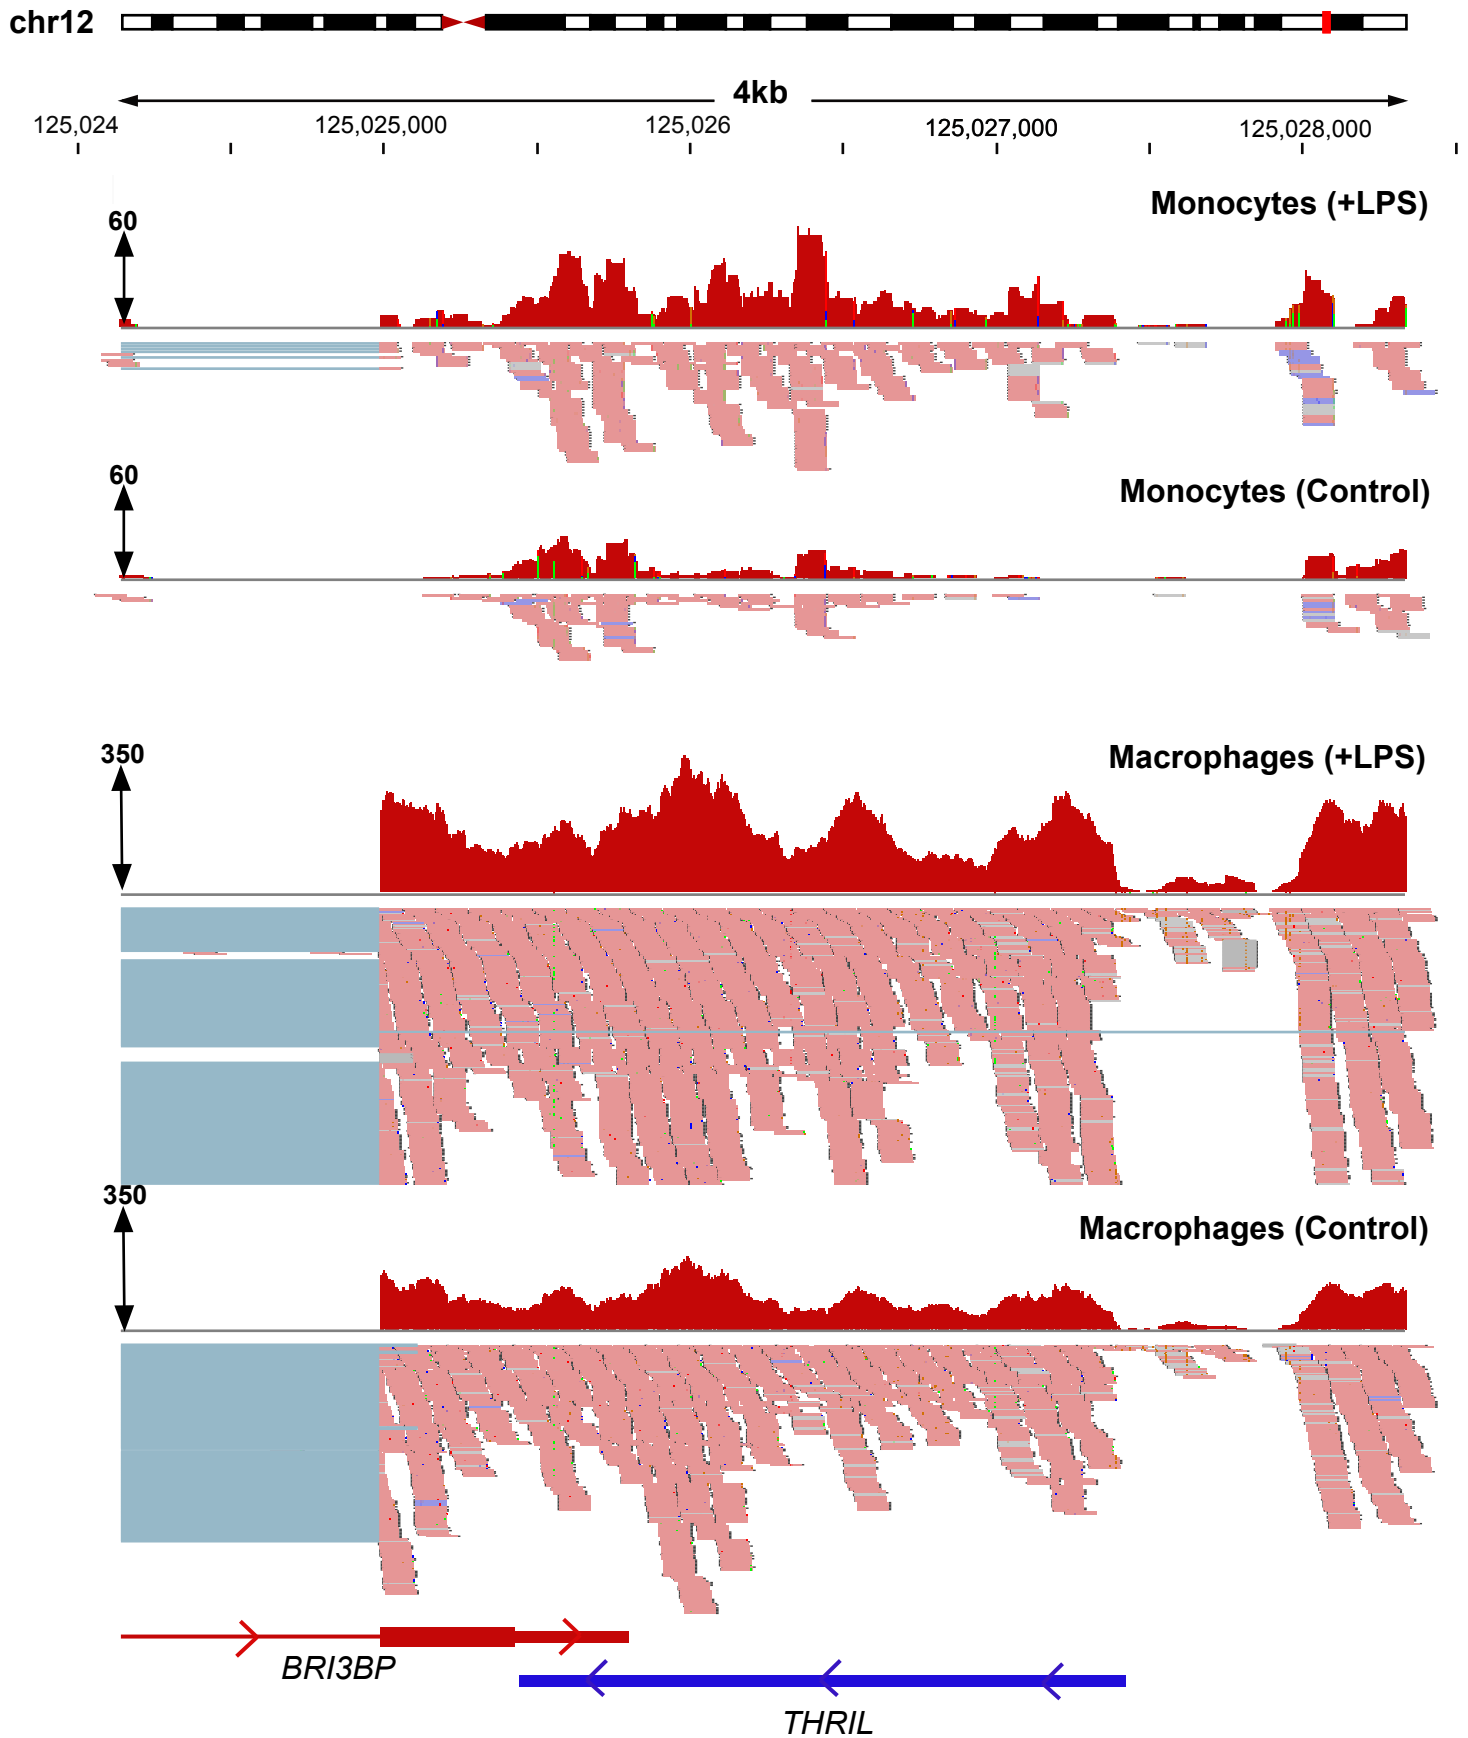 chr12
4kb
125,024 125,025,000 125,026 125,027,000 125,028,000
Monocytes (+LPS)
60
60
Monocytes (Control)
350
Macrophages (+LPS)
350
Macrophages (Control)
BRI3BP
THRIL